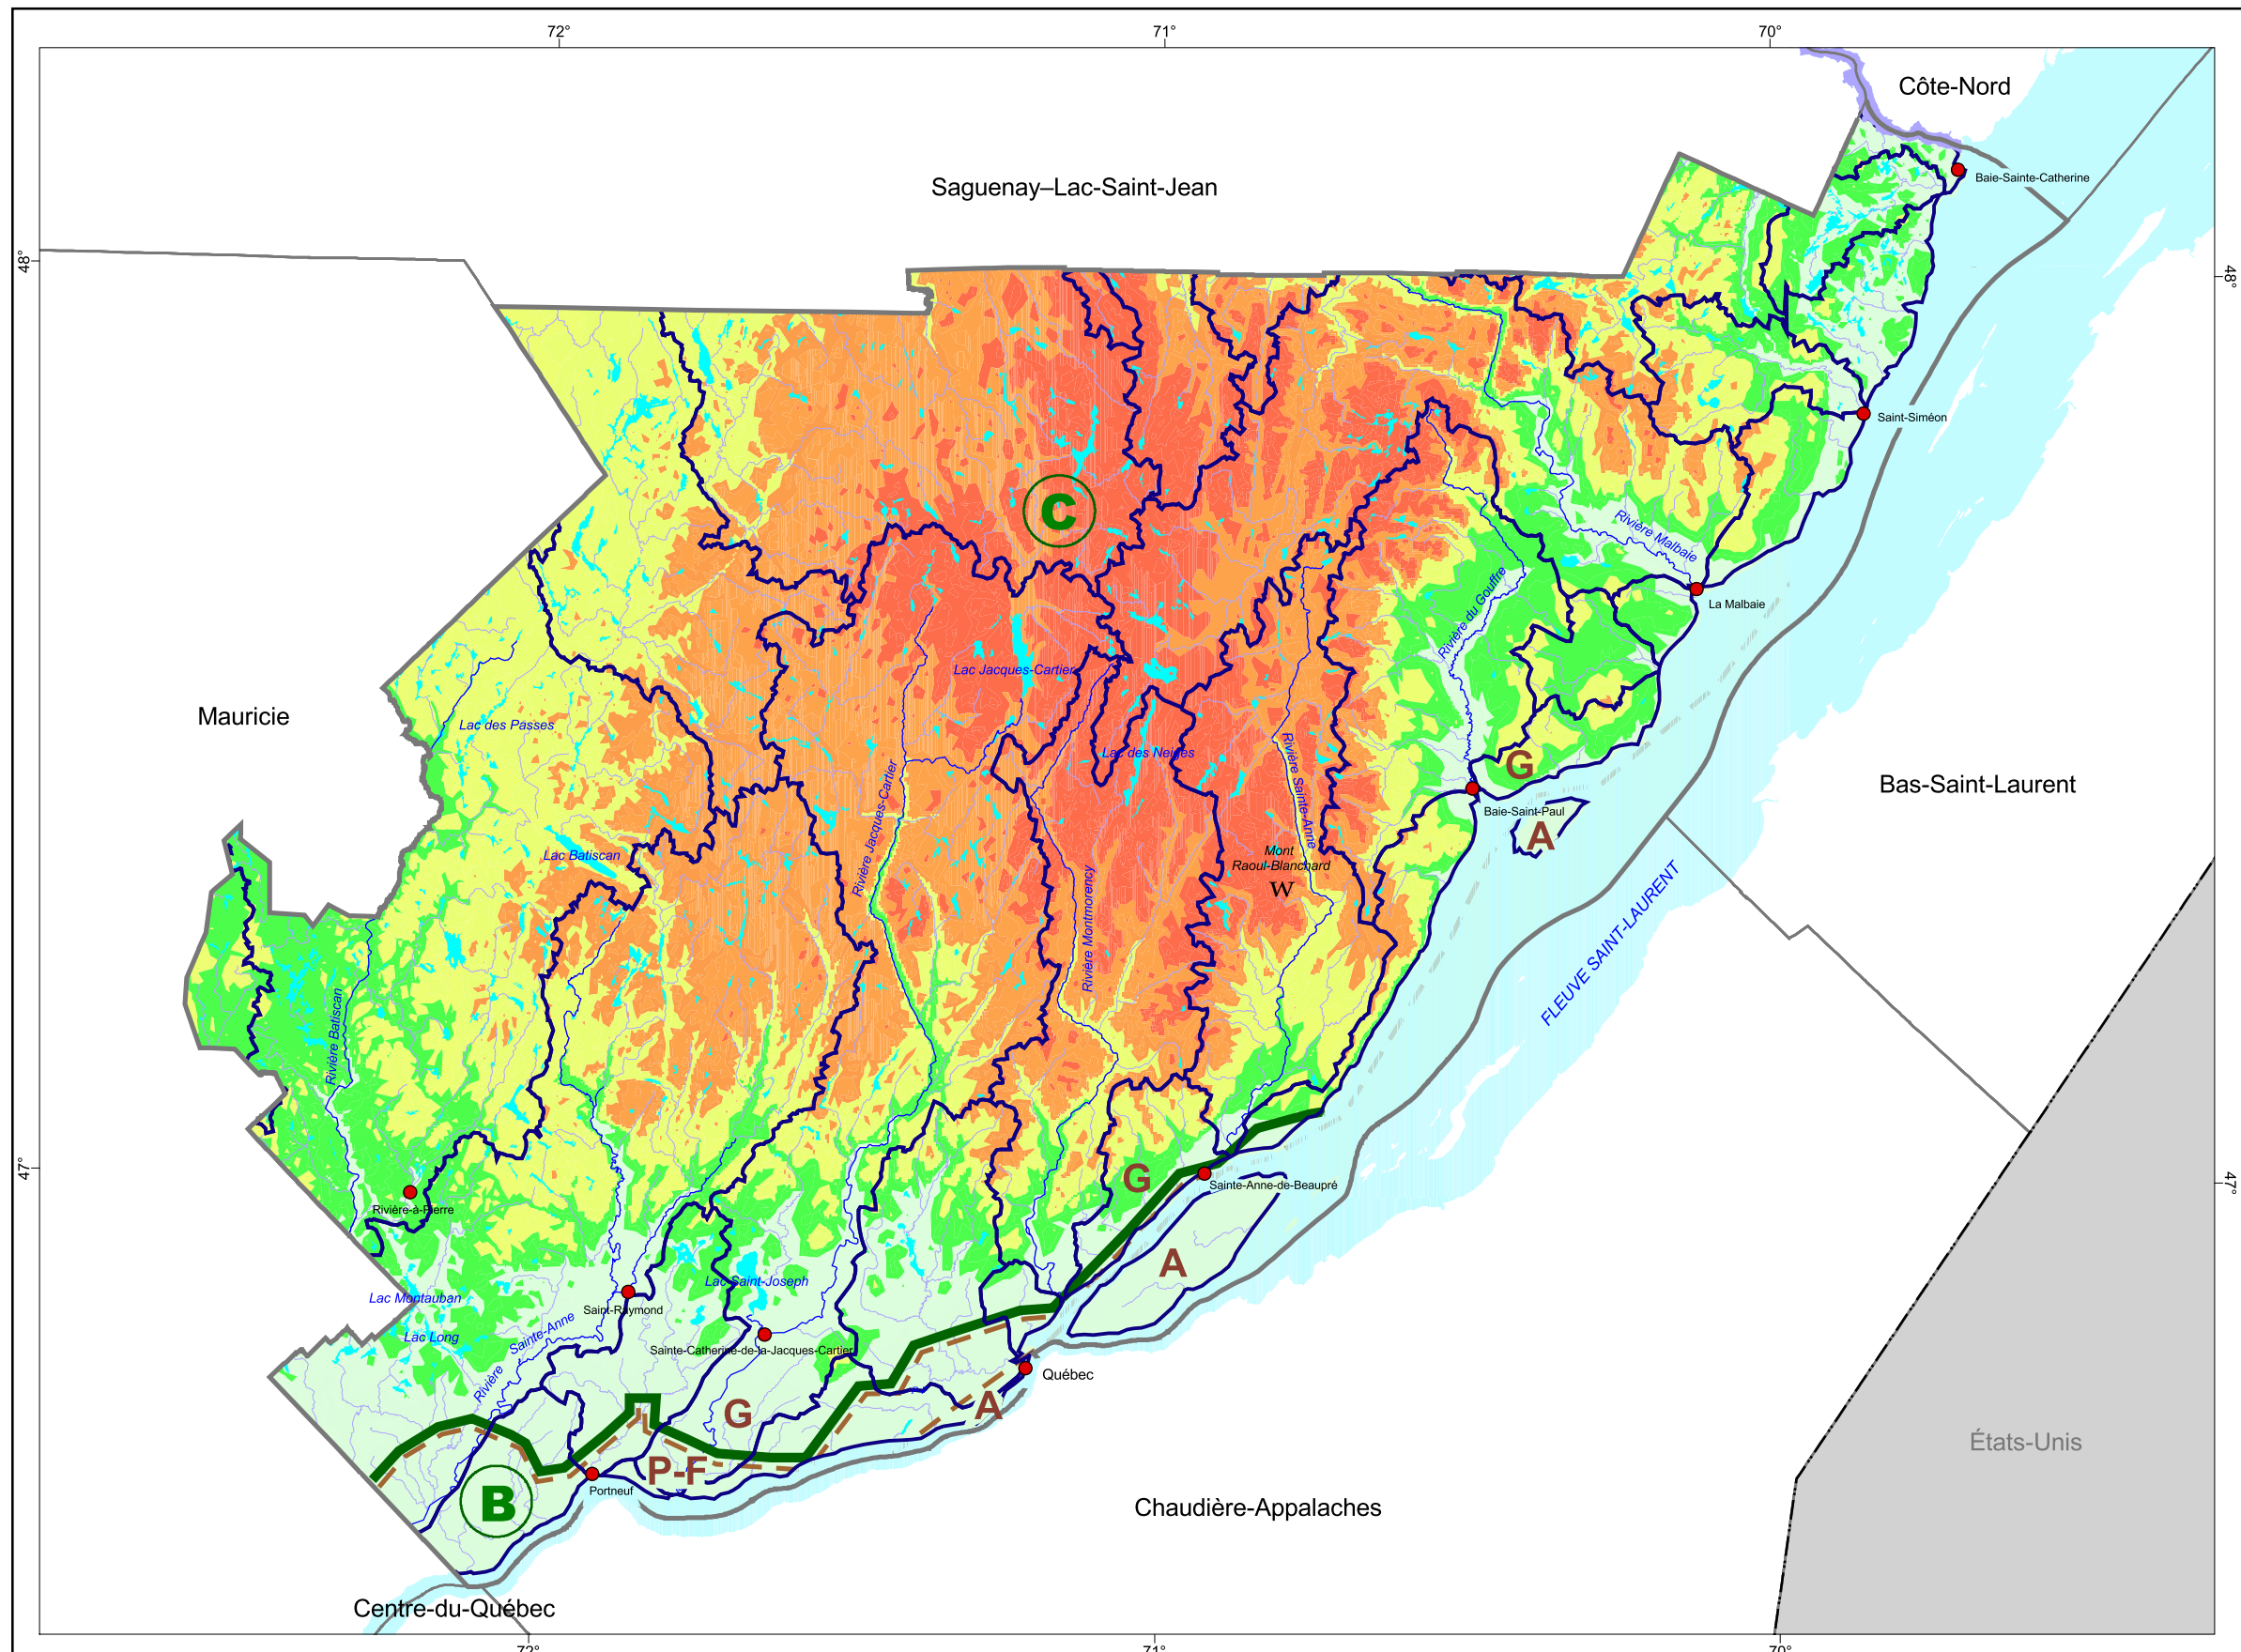 72°
71°
70°
Côte-Nord
Baie-Sainte-Catherine
Saguenay–Lac-Saint-Jean
48°
48°
Saint-Siméon
C
Rivière Malbaie
Rivière du Gouffre
La Malbaie
Lac Jacques-Cartier
Mauricie
Lac des Passes
Lac des Neiges
Rivière Sainte-Anne
G
Bas-Saint-Laurent
Rivière Jacques-Cartier
Baie-Saint-Paul
A
Lac Batiscan
Mont
Raoul-Blanchard
W
Rivière Montmorency
FLEUVE SAINT-LAURENT
Rivière Batiscan
47°
47°
G
Sainte-Anne-de-Beaupré
Rivière-à-Pierre
A
Lac Saint-Joseph
Lac Montauban
Saint-Raymond
Lac Long
Rivière Sainte-Anne
Sainte-Catherine-de-la-Jacques-Cartier
Québec
A
G
P-F
États-Unis
Portneuf
B
Chaudière-Appalaches
Centre-du-Québec
72°
71°
70°